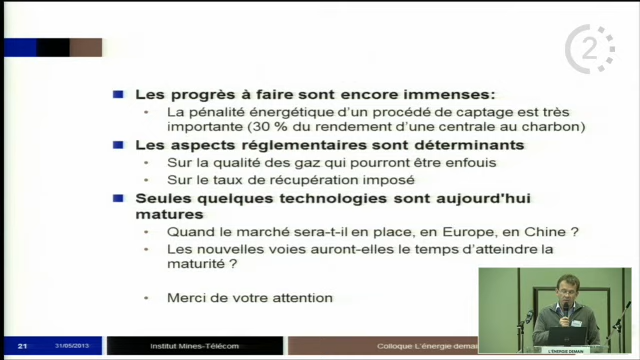 2
Les progrès à faire sont encore immenses:
La pénalité énergétique d'un procédé de captage est très
importante (30 % du rendement d'une centrale au charbon)
Les aspects réglementaires sont déterminants
Sur la qualité des gaz qui pourront être enfouis
Sur le taux de récupération imposé
Seules quelques technologies sont aujourd'hui
matures
Quand le marché sera-t-il en place, en Europe, en Chine ?
Les nouvelles voies auront-elles le temps d'atteindre la
maturité ?
Merci de votre attention
L'ÉNERGIE DEMAIN
21 31/05/2013 Institut Mines-Télécom Colloque L'énergie demain